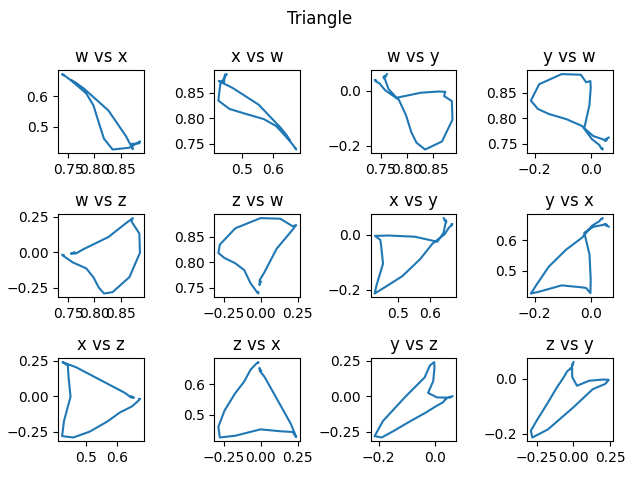 Triangle
w vs x
x vs w
w vs y
y vs w
0.6
0.5
0.75 0.80 0.85
0.85
0.80
0.75
0.5 0.6
0.0
−0.2
0.75 0.80 0.85
0.85
0.80
0.75
−0.2 0.0
w vs z
z vs w
x vs y
y vs x
0.25
0.00
−0.25
0.75 0.80 0.85
0.85
0.80
0.75
−0.25 0.00 0.25
0.0
−0.2
0.5 0.6
0.6
0.5
−0.2 0.0
x vs z
z vs x
y vs z
z vs y
0.25
0.00
−0.25
0.5 0.6
0.6
0.5
−0.25 0.00 0.25
0.25
0.00
−0.25
−0.2 0.0
0.0
−0.2
−0.25 0.00 0.25